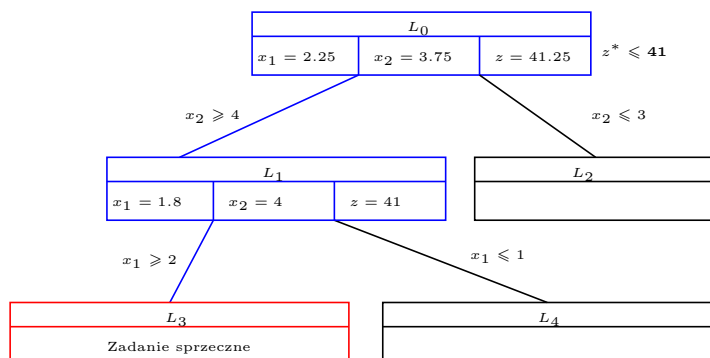 L₀
x₁ = 2.25 x₂ = 3.75 z = 41.25
z* ⩽ 41
x₂ ⩾ 4 x₂ ⩽ 3
L₁ L₂
x₁ = 1.8 x₂ = 4 z = 41
x₁ ⩾ 2 x₁ ⩽ 1
L₃ L₄
Zadanie sprzeczne